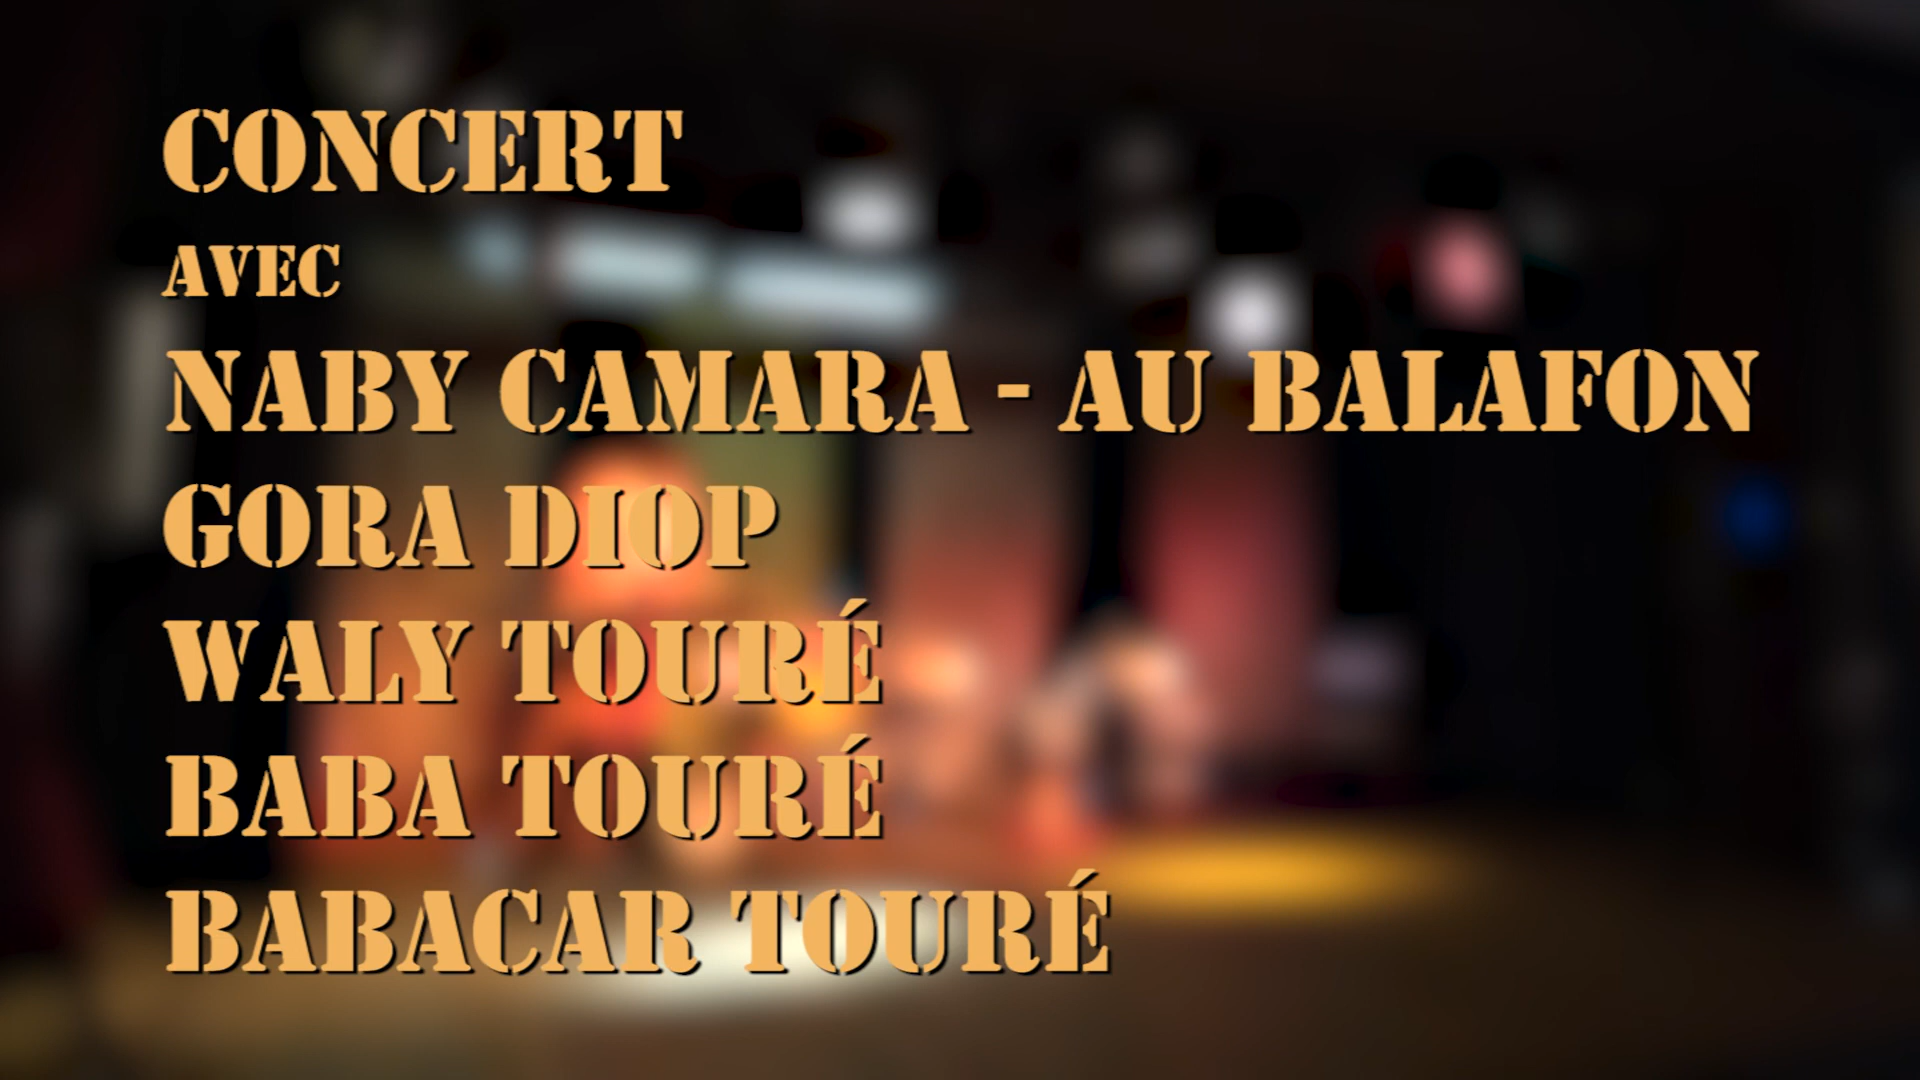 CONCERT
AVEC
NABY CAMARA - AU BALAFON
GORA DIOP
WALY TOURÉ
BABA TOURÉ
BABACAR TOURÉ